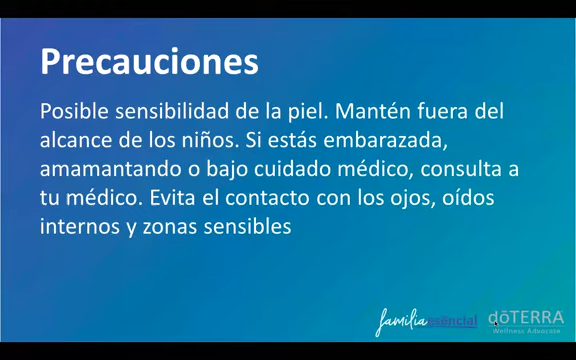 Precauciones
Posible sensibilidad de la piel. Mantén fuera del
alcance de los niños. Si estás embarazada,
amamantando o bajo cuidado médico, consulta a
tu médico. Evita el contacto con los ojos, oídos
internos y zonas sensibles
familia esencial dōTERRA
Wellness Advocate